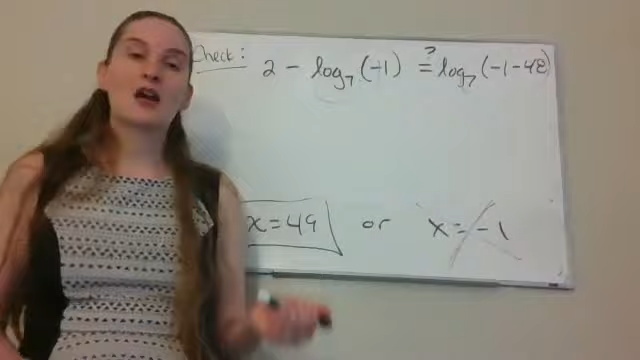 Check: 2 - log₇(-1) ≟ log₇(-1-48)
x=49 or x=-1